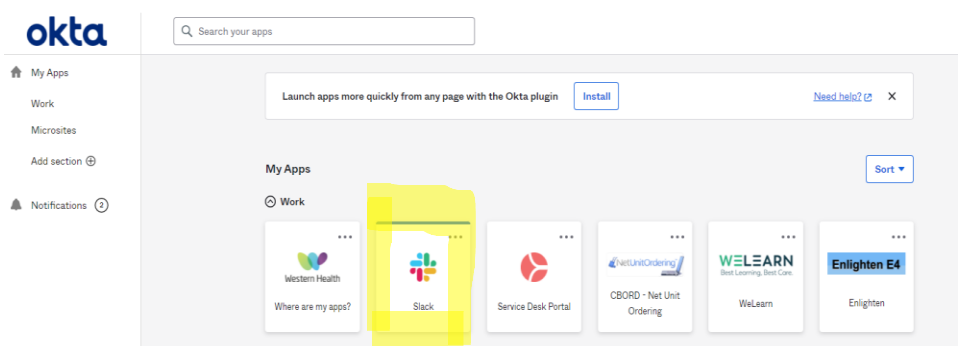 okta
Search your apps
My Apps
Work
Microsites
Add section
Notifications 2
Launch apps more quickly from any page with the Okta plugin
Install
Need help?
My Apps
Sort
Work
Western Health
Where are my apps?
Slack
Service Desk Portal
NetUnitOrdering
CBORD - Net Unit
Ordering
WELEARN
Best Learning, Best Care.
WeLearn
Enlighten E4
Enlighten